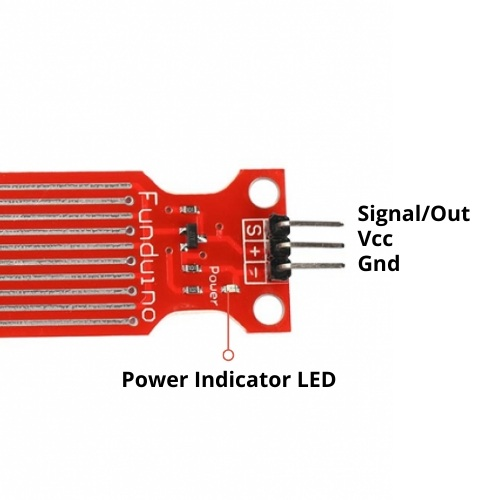 Funduino
S
+
-
Power
Signal/Out
Vcc
Gnd
Power Indicator LED